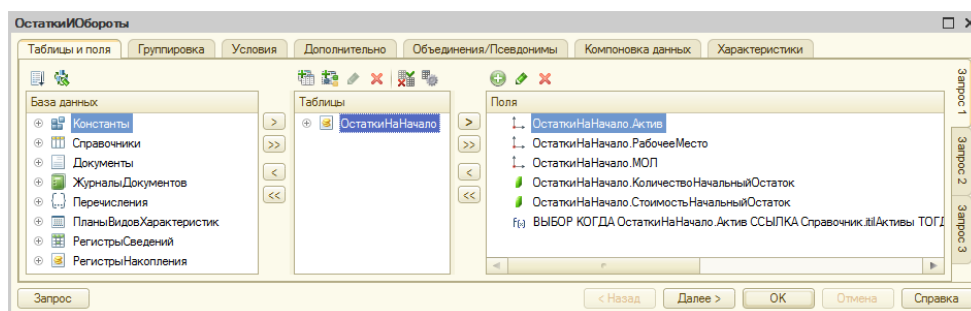 ОстаткиИОбороты
Таблицы и поля
Группировка
Условия
Дополнительно
Объединения/Псевдонимы
Компоновка данных
Характеристики
База данных
Константы
Справочники
Документы
ЖурналыДокументов
Перечисления
ПланыВидовХарактеристик
РегистрыСведений
РегистрыНакопления
>
>>
<
<<
Таблицы
ОстаткиНаНачало
>
>>
<
<<
Поля
ОстаткиНаНачало.Актив
ОстаткиНаНачало.РабочееМесто
ОстаткиНаНачало.МОЛ
ОстаткиНаНачало.КоличествоНачальныйОстаток
ОстаткиНаНачало.СтоимостьНачальныйОстаток
f(x) ВЫБОР КОГДА ОстаткиНаНачало.Актив ССЫЛКА Справочник.itilАктивы ТОГД
Запрос 1
Запрос 2
Запрос 3
Запрос
< Назад
Далее >
OK
Отмена
Справка